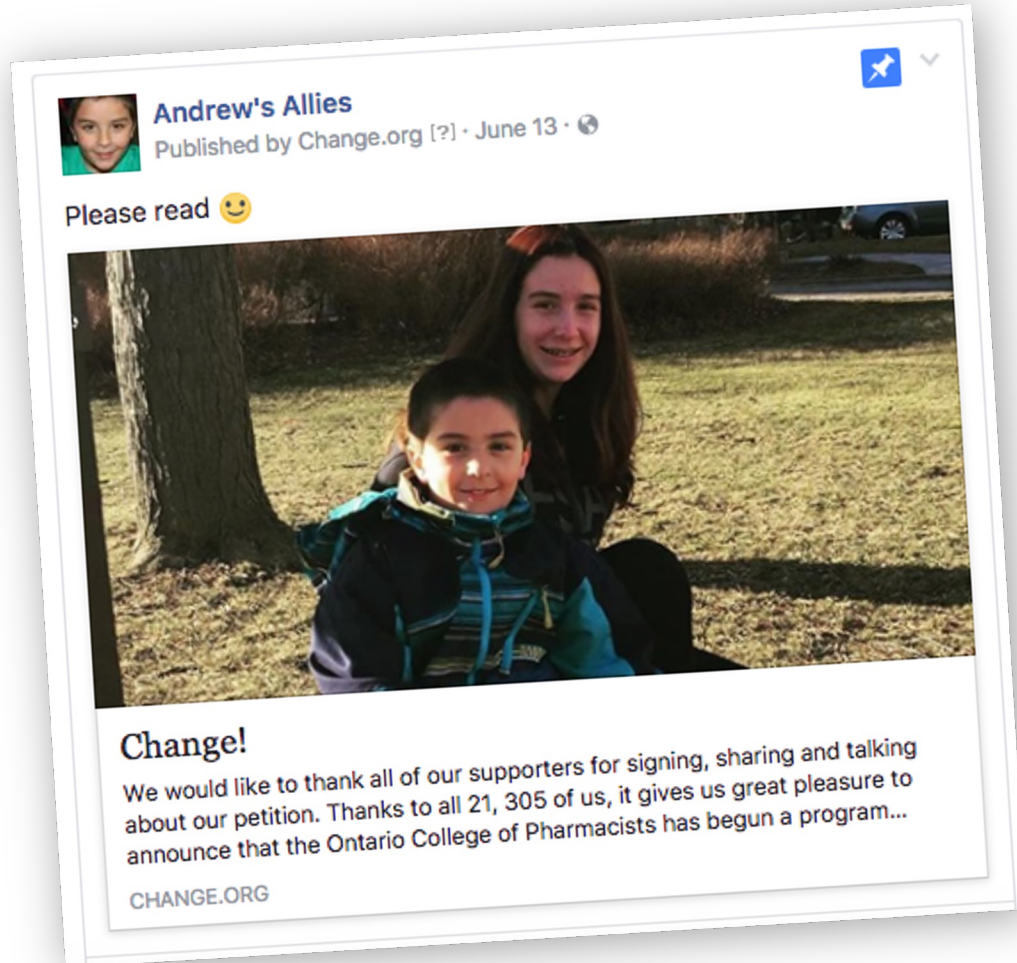 Andrew's Allies
Published by Change.org [?] · June 13 ·
Please read 🙂
Change!
We would like to thank all of our supporters for signing, sharing and talking
about our petition. Thanks to all 21, 305 of us, it gives us great pleasure to
announce that the Ontario College of Pharmacists has begun a program...
CHANGE.ORG